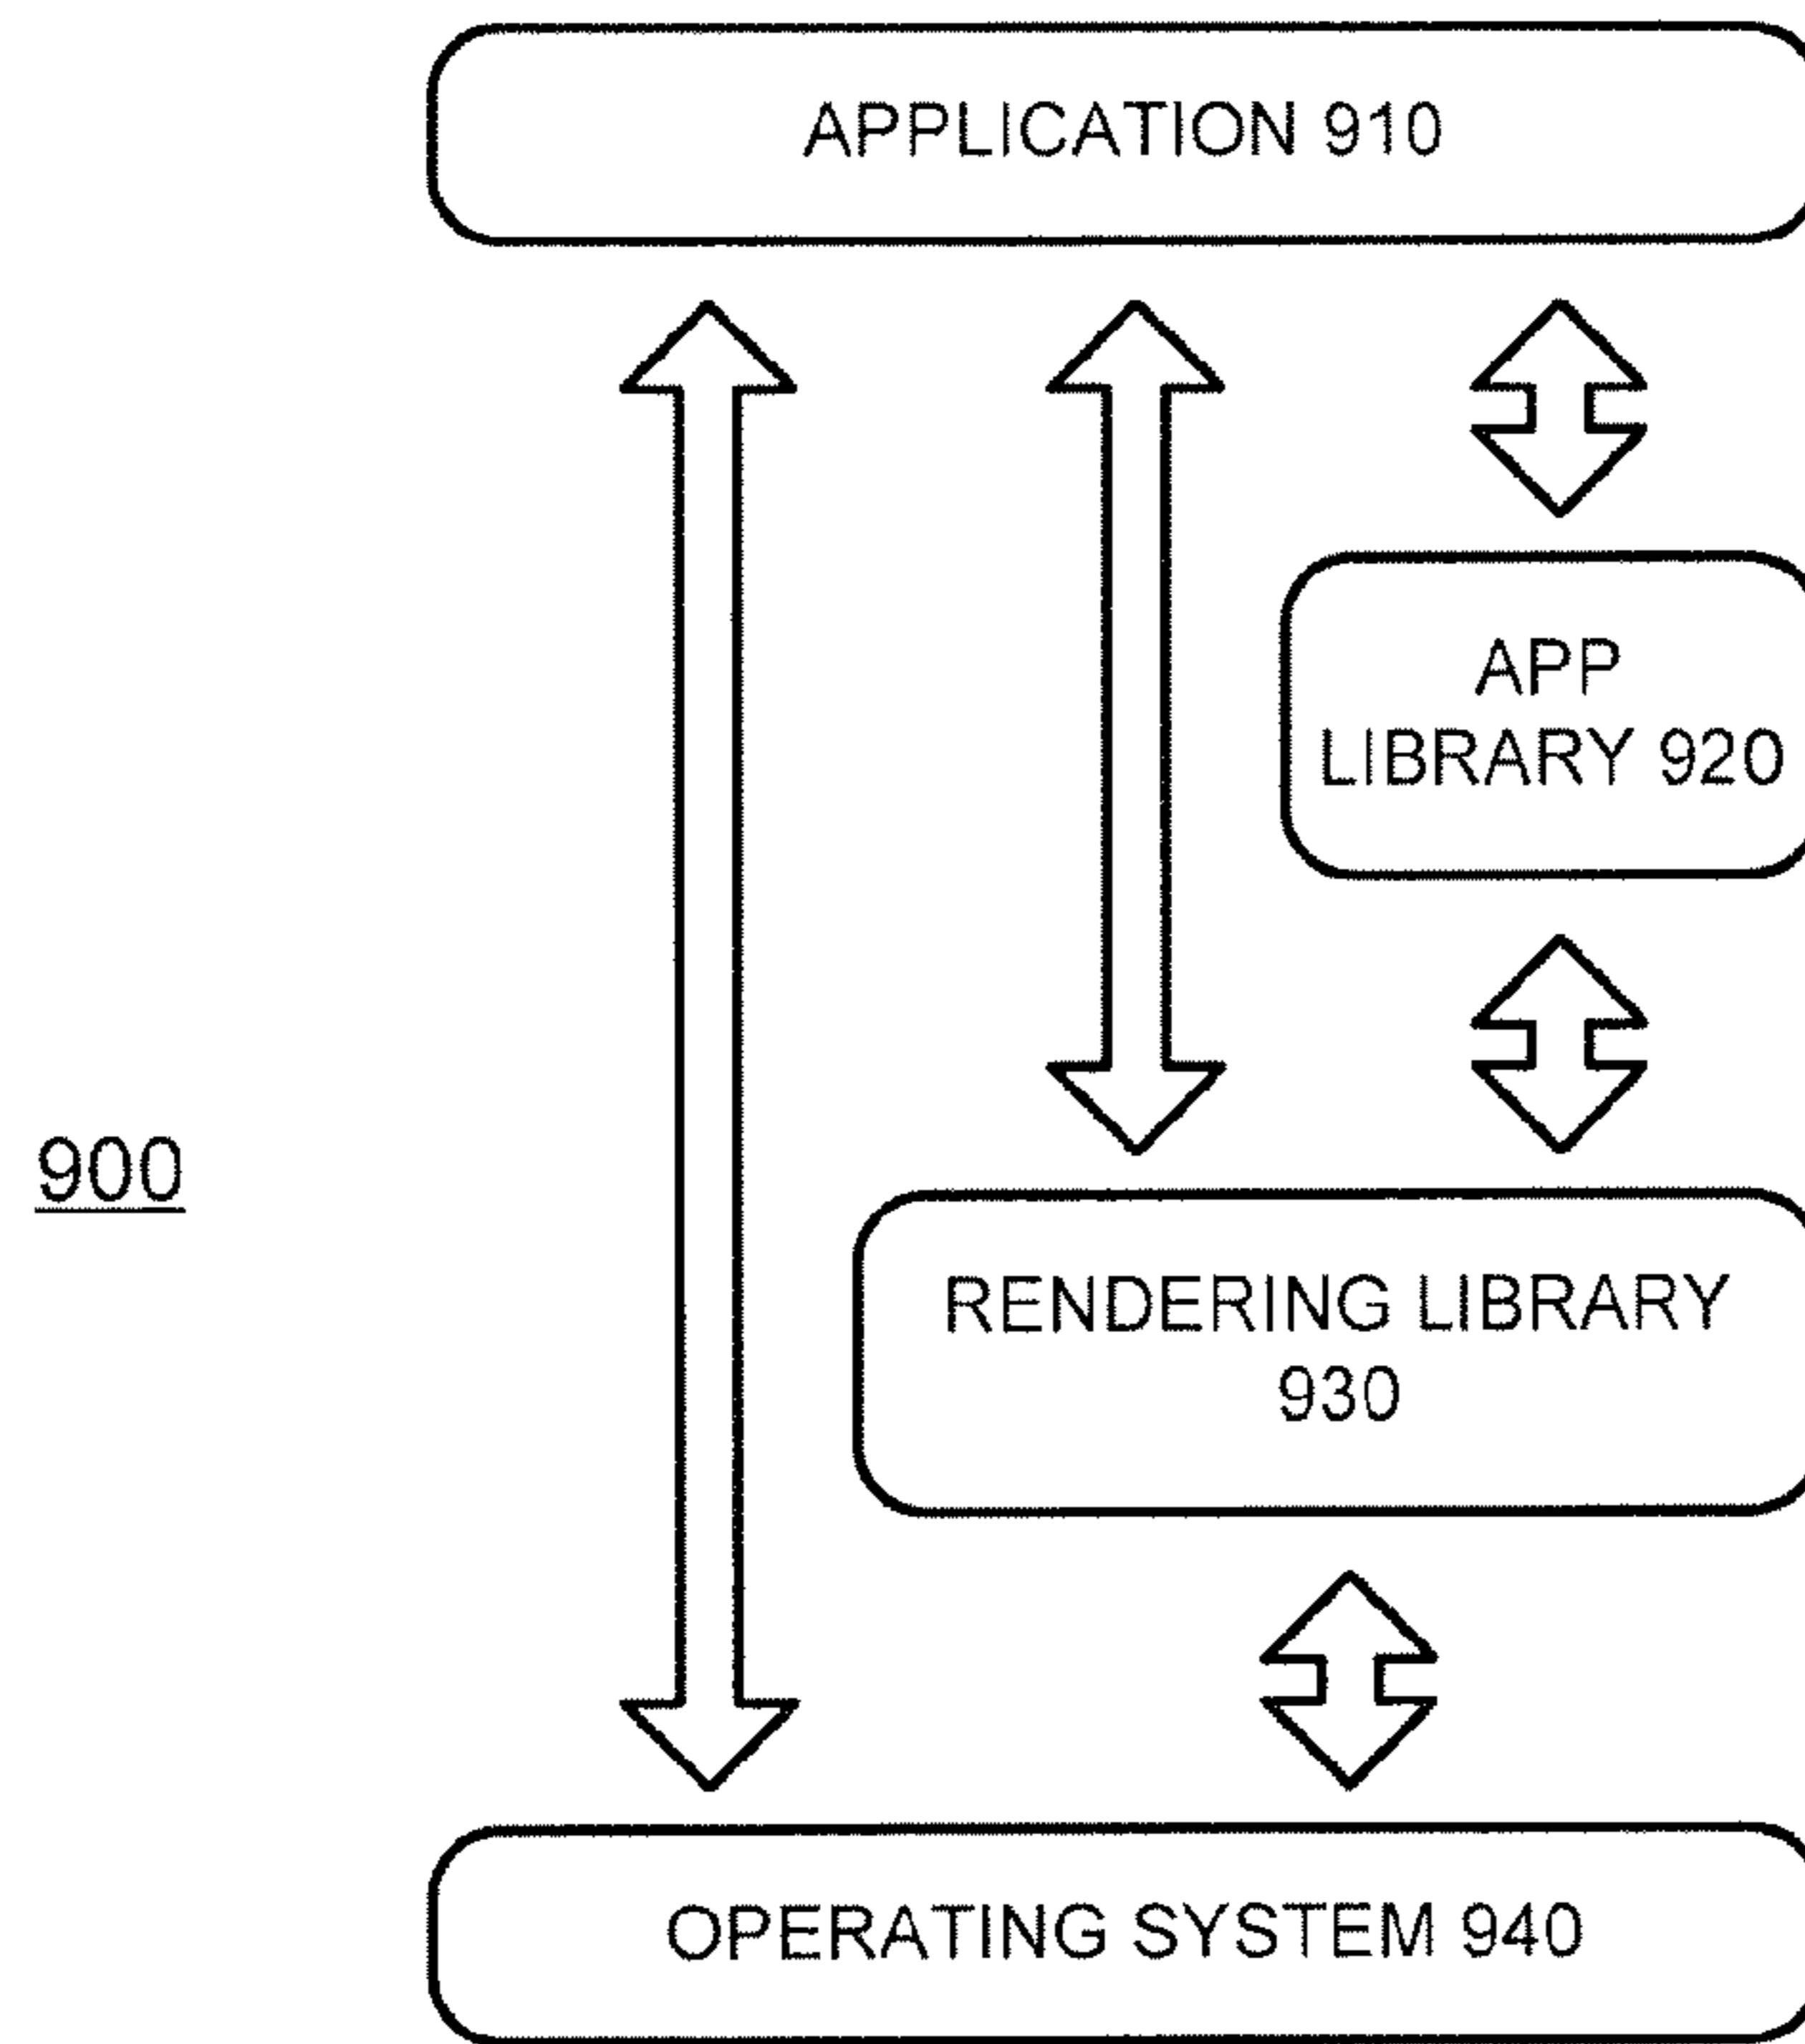 APPLICATION 910
APP
LIBRARY 920
900
RENDERING LIBRARY
930
OPERATING SYSTEM 940